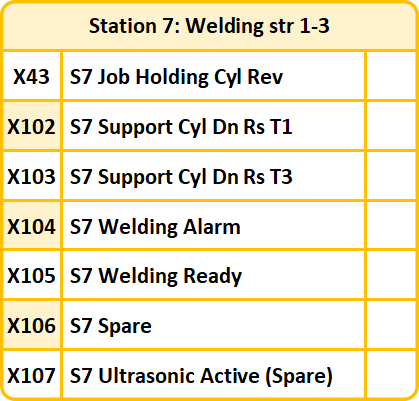 Station 7: Welding str 1-3
X43 S7 Job Holding Cyl Rev
X102 S7 Support Cyl Dn Rs T1
X103 S7 Support Cyl Dn Rs T3
X104 S7 Welding Alarm
X105 S7 Welding Ready
X106 S7 Spare
X107 S7 Ultrasonic Active (Spare)